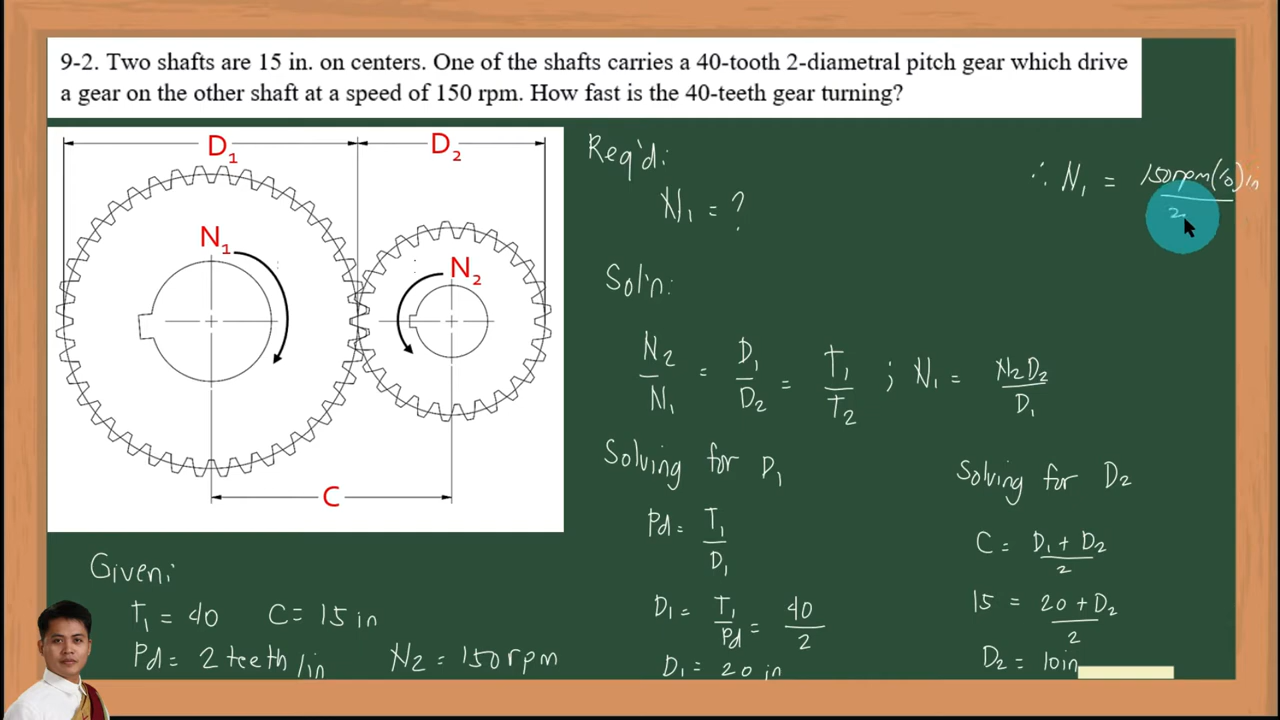 9-2. Two shafts are 15 in. on centers. One of the shafts carries a 40-tooth 2-diametral pitch gear which drive
a gear on the other shaft at a speed of 150 rpm. How fast is the 40-teeth gear turning?
D₁
D₂
N₁
N₂
C
Given:
T₁ = 40 C = 15 in
Pd = 2 teeth/in N₂ = 150 rpm
Req'd:
N₁ = ?
Sol'n:
N₂/N₁ = D₁/D₂ = T₁/T₂ ; N₁ = N₂D₂/D₁
Solving for D₁
Pd = T₁/D₁
D₁ = T₁/Pd = 40/2
D₁ = 20 in
Solving for D₂
C = D₁ + D₂/2
15 = 20 + D₂/2
D₂ = 10in
∴ N₁ = 150rpm(10)in/2